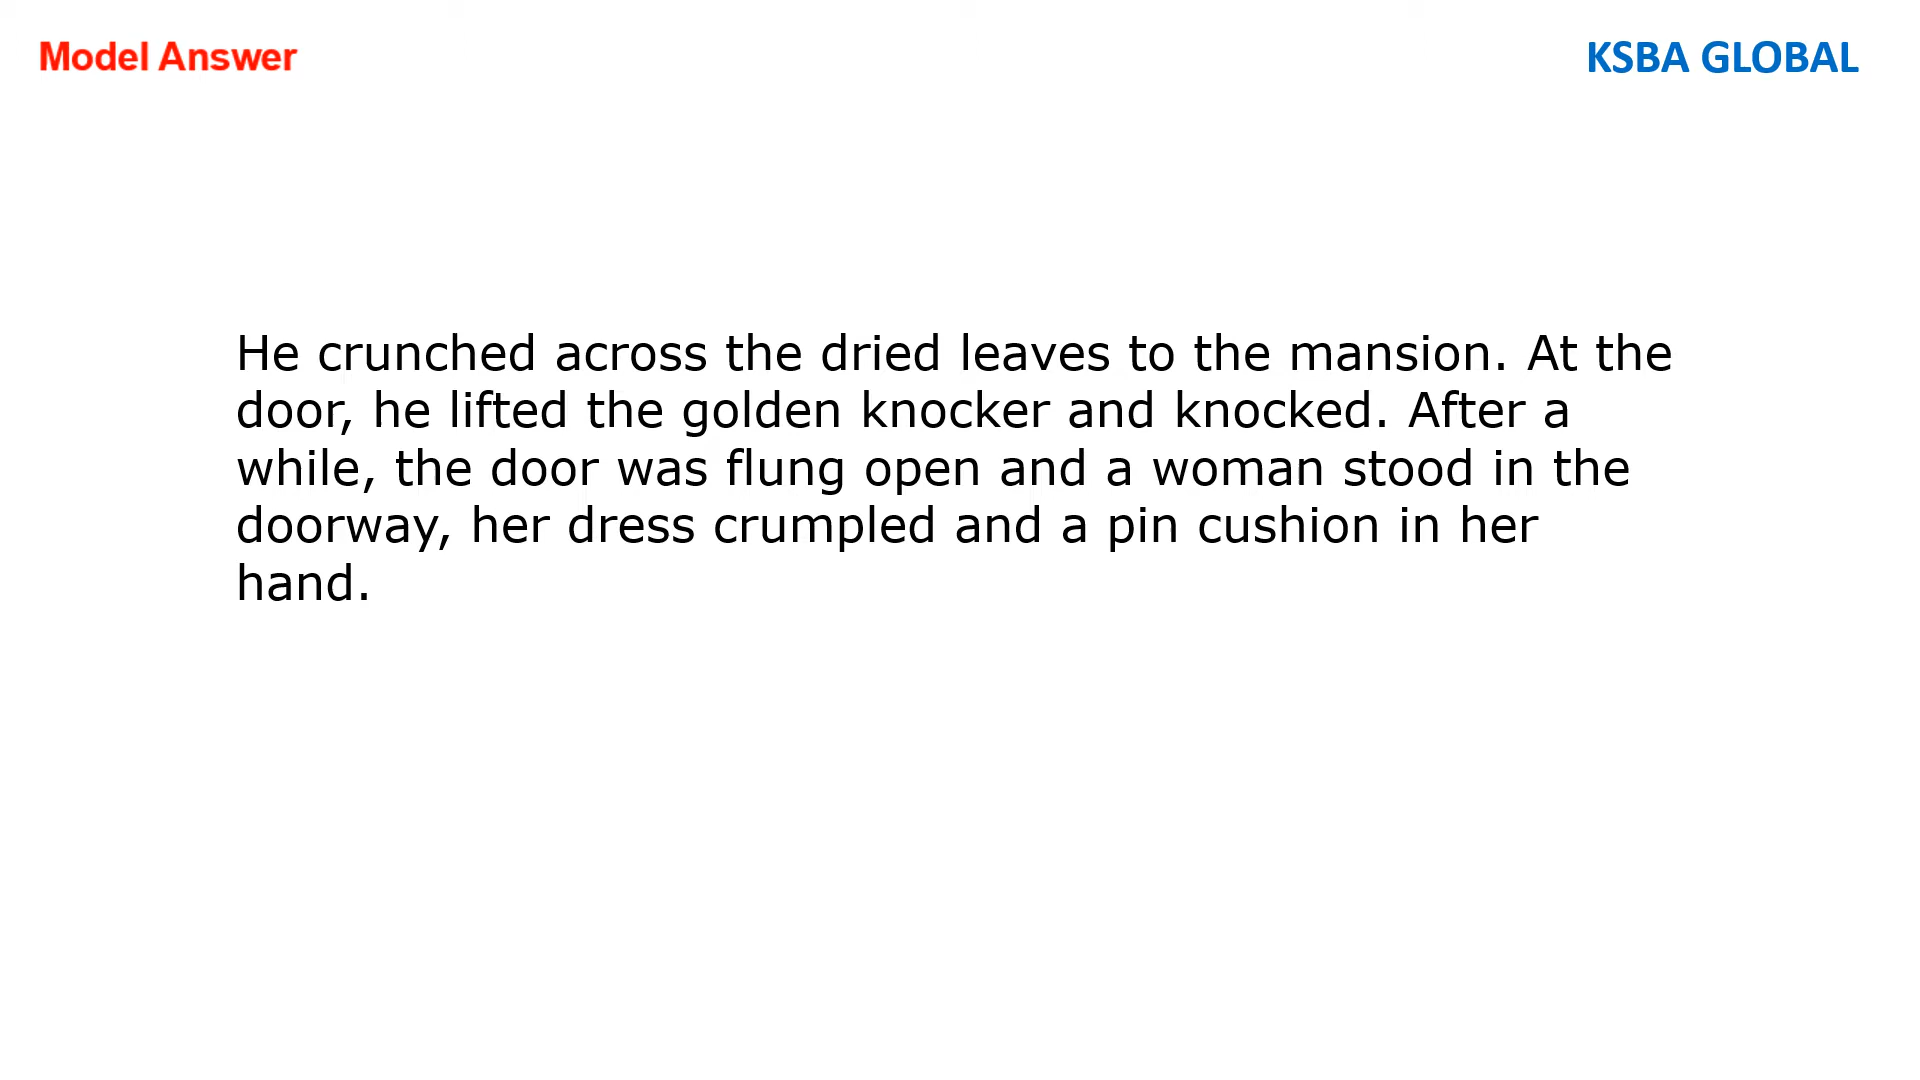 Model Answer
KSBA GLOBAL
He crunched across the dried leaves to the mansion. At the
door, he lifted the golden knocker and knocked. After a
while, the door was flung open and a woman stood in the
doorway, her dress crumpled and a pin cushion in her
hand.